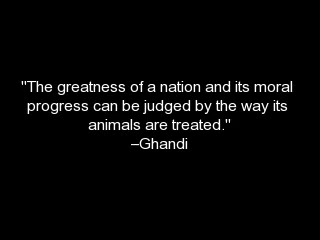 "The greatness of a nation and its moral
progress can be judged by the way its
animals are treated."
–Ghandi